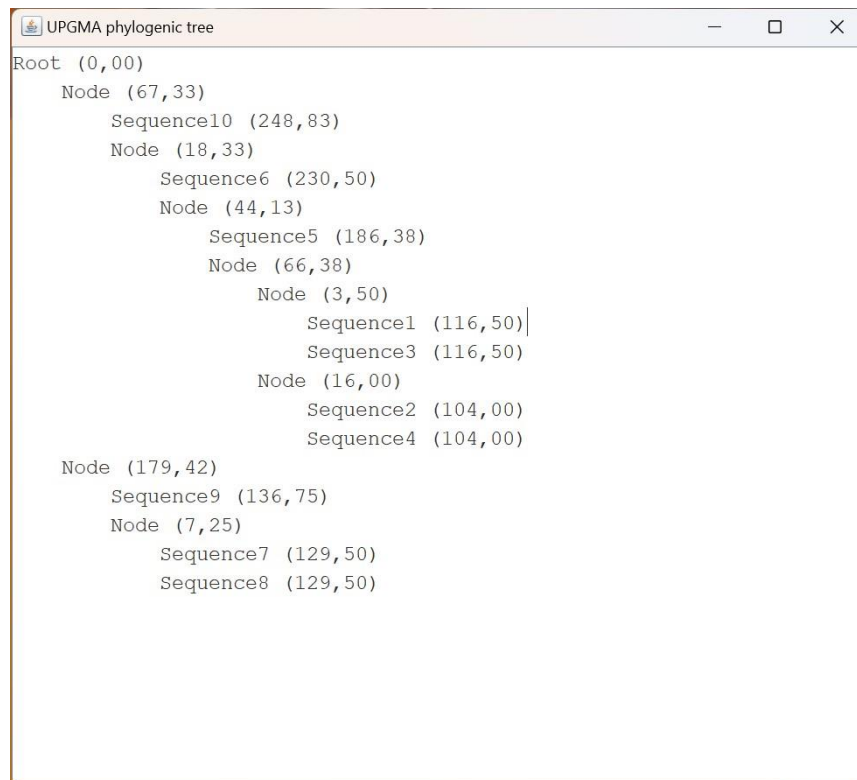 UPGMA phylogenic tree
Root (0,00)
Node (67,33)
Sequence10 (248,83)
Node (18,33)
Sequence6 (230,50)
Node (44,13)
Sequence5 (186,38)
Node (66,38)
Node (3,50)
Sequence1 (116,50)
Sequence3 (116,50)
Node (16,00)
Sequence2 (104,00)
Sequence4 (104,00)
Node (179,42)
Sequence9 (136,75)
Node (7,25)
Sequence7 (129,50)
Sequence8 (129,50)